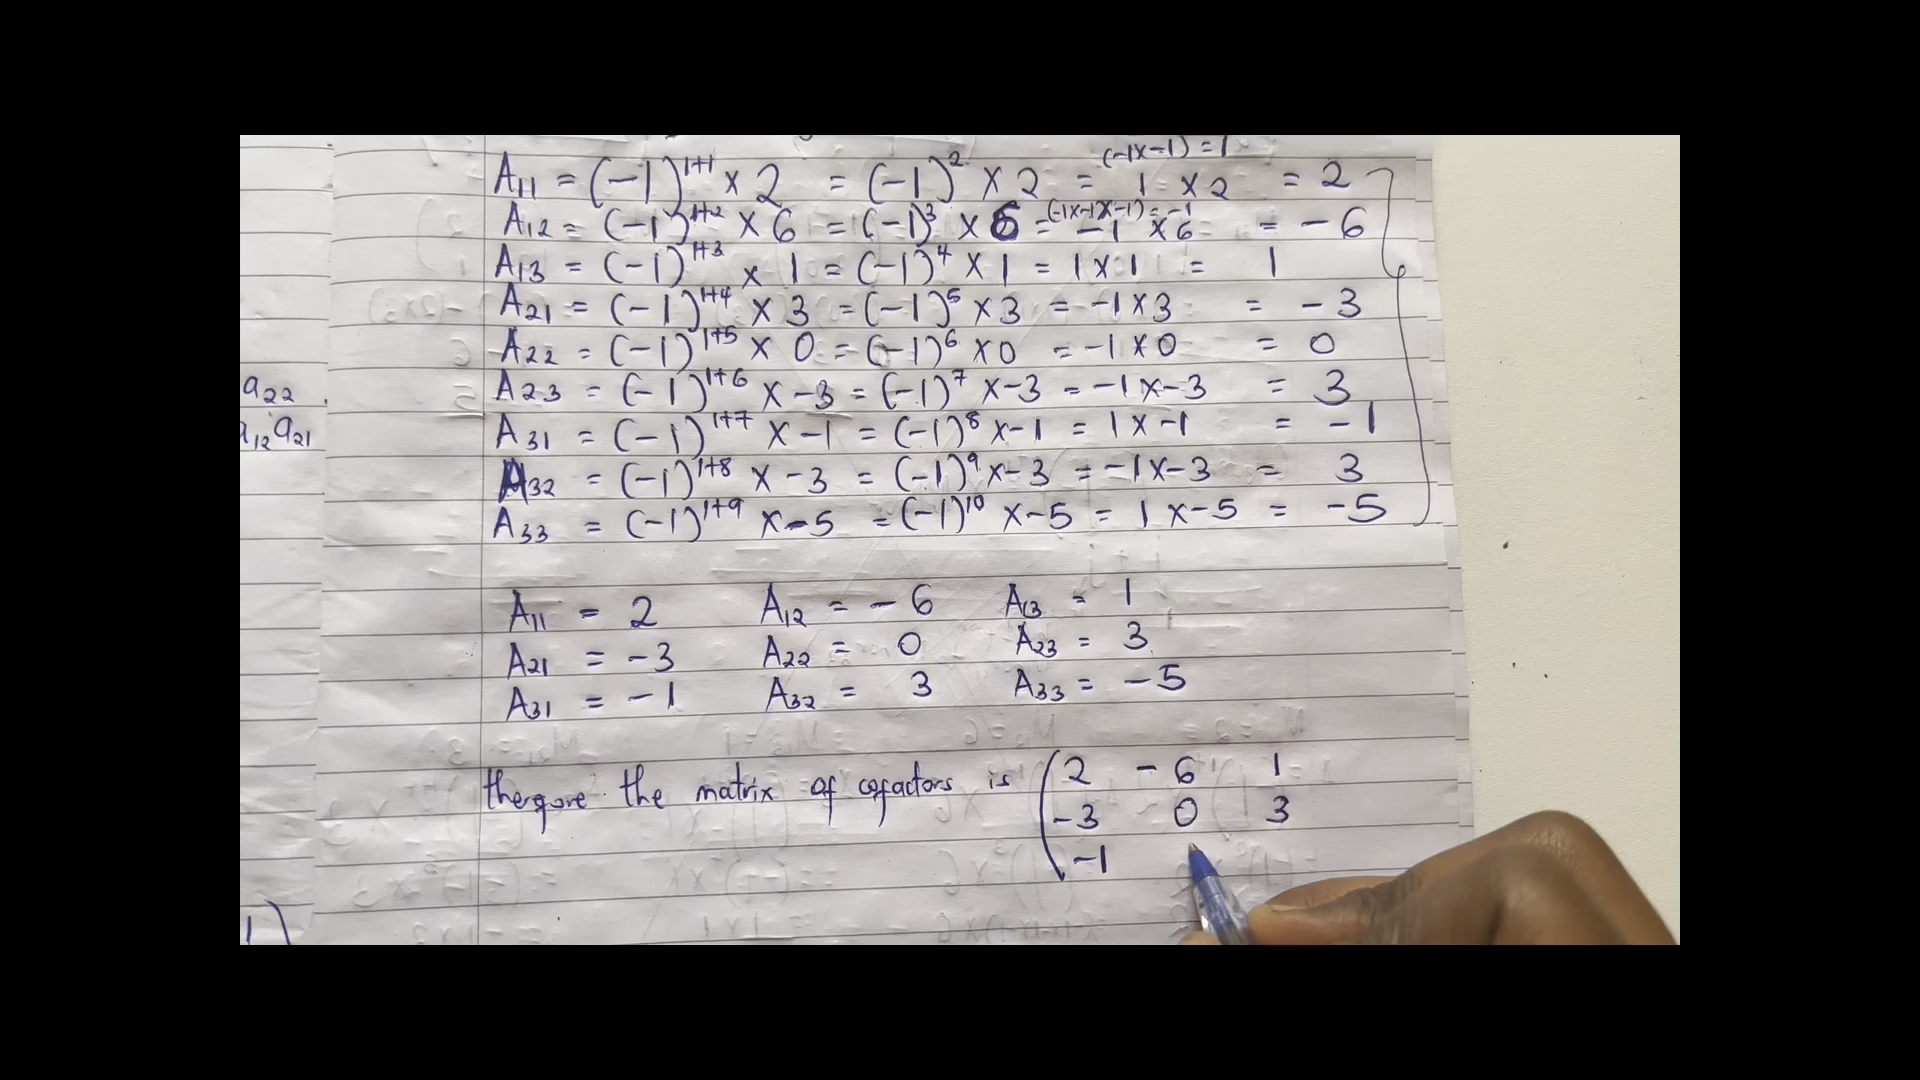 a22
a12 a21
1)
(-1x-1) = 1
A11 = (-1)^1+1 x 2 = (-1)^2 x 2 = 1 x 2 = 2
(-1x-1x-1) = -1
A12 = (-1)^1+2 x 6 = (-1)^3 x 6 = -1 x 6 = -6
A13 = (-1)^1+3 x 1 = (-1)^4 x 1 = 1 x 1 = 1
A21 = (-1)^1+4 x 3 = (-1)^5 x 3 = -1 x 3 = -3
A22 = (-1)^1+5 x 0 = (-1)^6 x 0 = -1 x 0 = 0
A23 = (-1)^1+6 x -3 = (-1)^7 x -3 = -1 x -3 = 3
A31 = (-1)^1+7 x -1 = (-1)^8 x -1 = 1 x -1 = -1
A32 = (-1)^1+8 x -3 = (-1)^9 x -3 = -1 x -3 = 3
A33 = (-1)^1+9 x -5 = (-1)^10 x -5 = 1 x -5 = -5
A11 = 2 A12 = -6 A13 = 1
A21 = -3 A22 = 0 A23 = 3
A31 = -1 A32 = 3 A33 = -5
therefore the matrix of cofactors is ( 2 -6 1
-3 0 3
-1